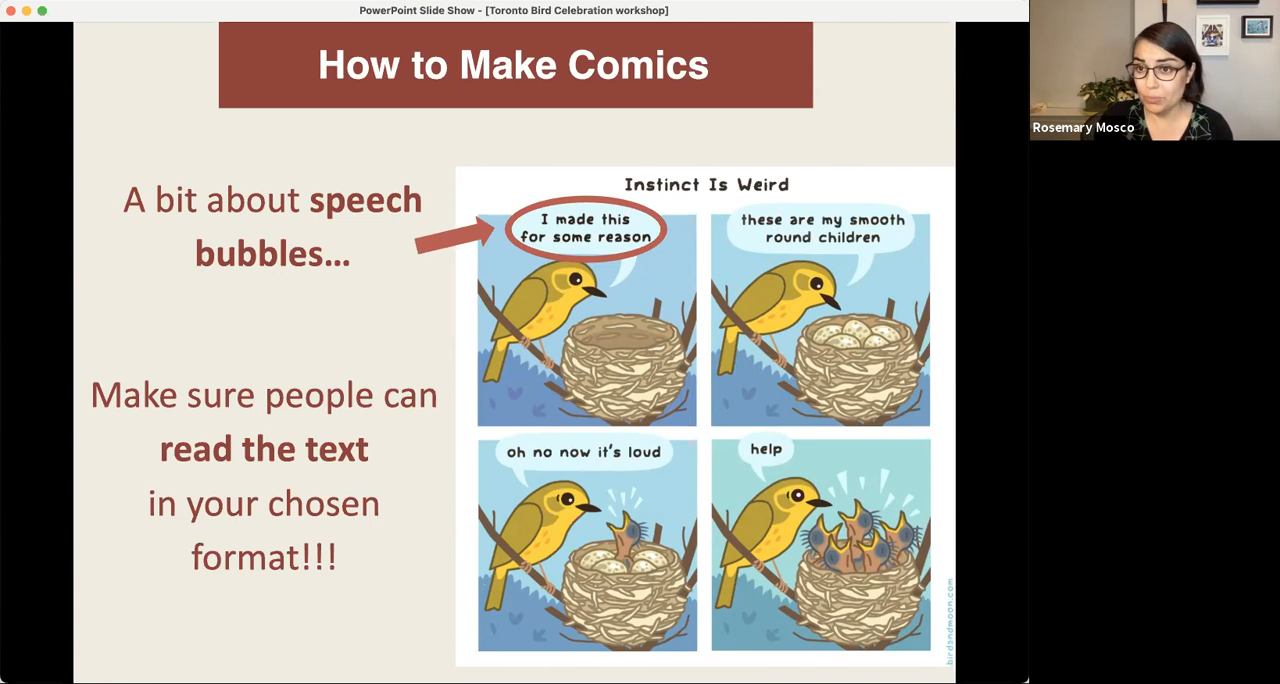 PowerPoint Slide Show - [Toronto Bird Celebration workshop]
How to Make Comics
A bit about speech
bubbles...
Make sure people can
read the text
in your chosen
format!!!
Instinct Is Weird
I made this
for some reason
these are my smooth
round children
oh no now it's loud
help
birdandmoon.com
Rosemary Mosco